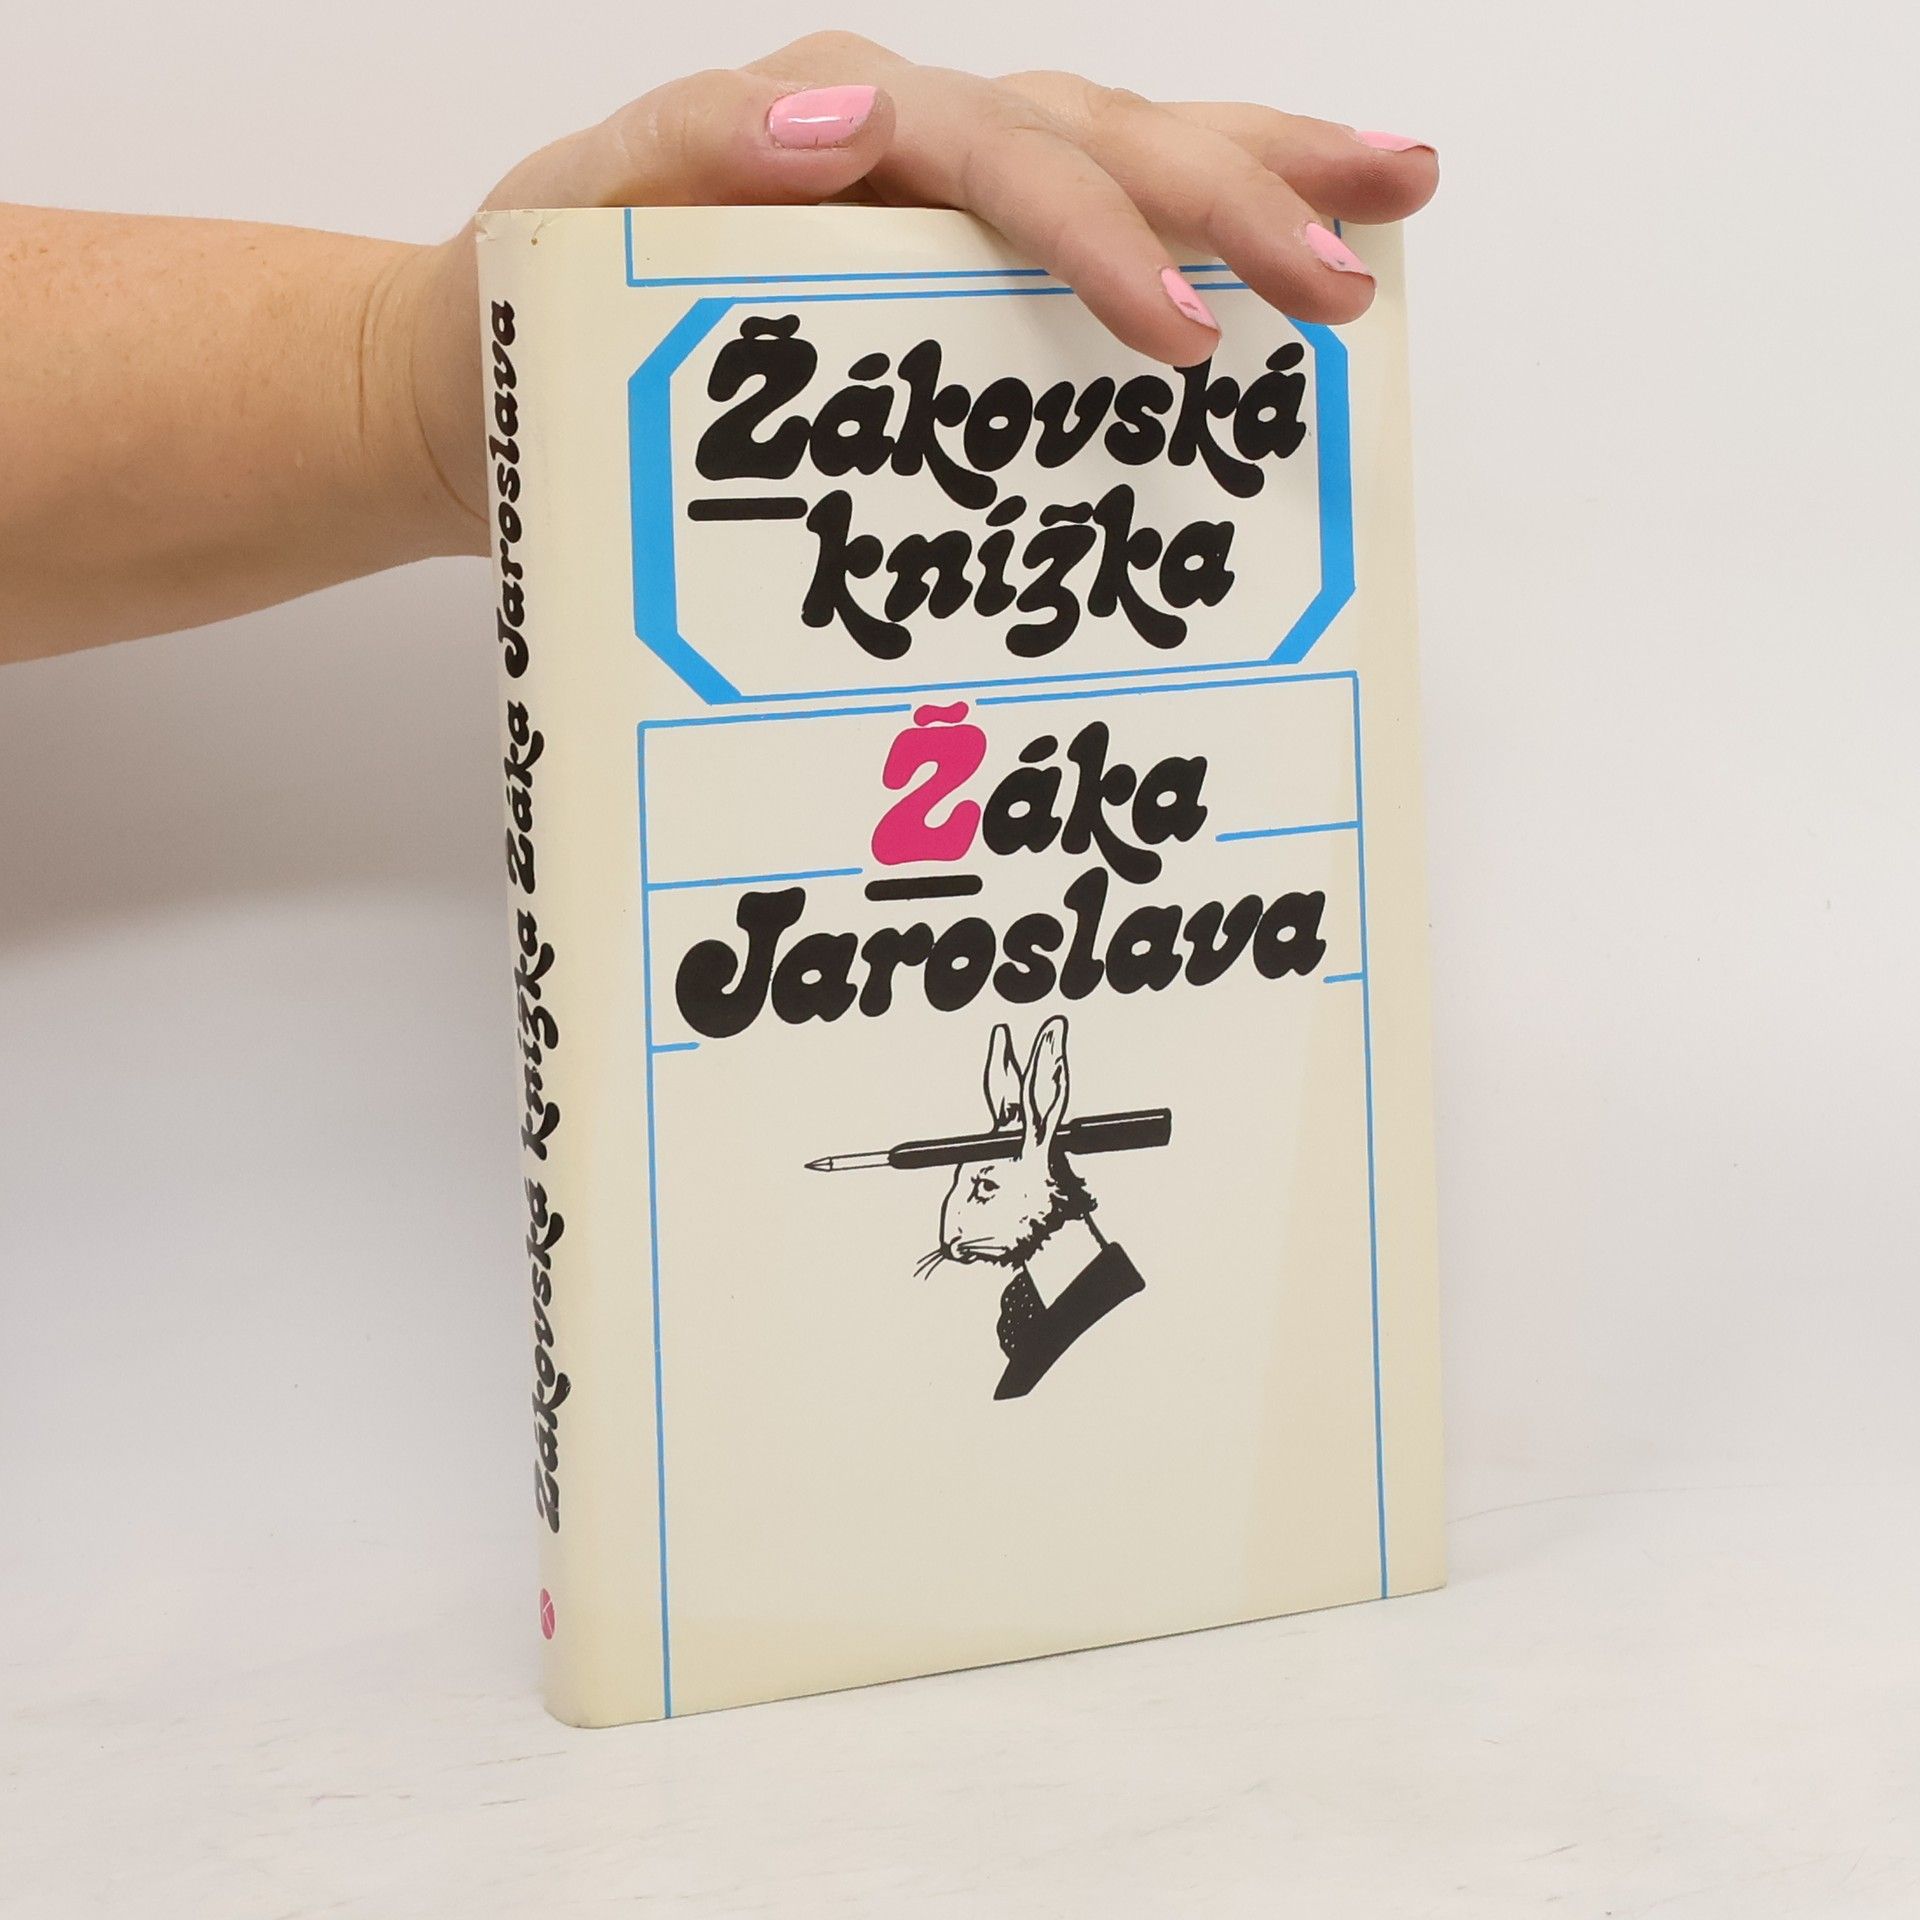 Žákovská
knížka
Žáka
Jaroslava
Žákovská knížka Žáka Jaroslava
K